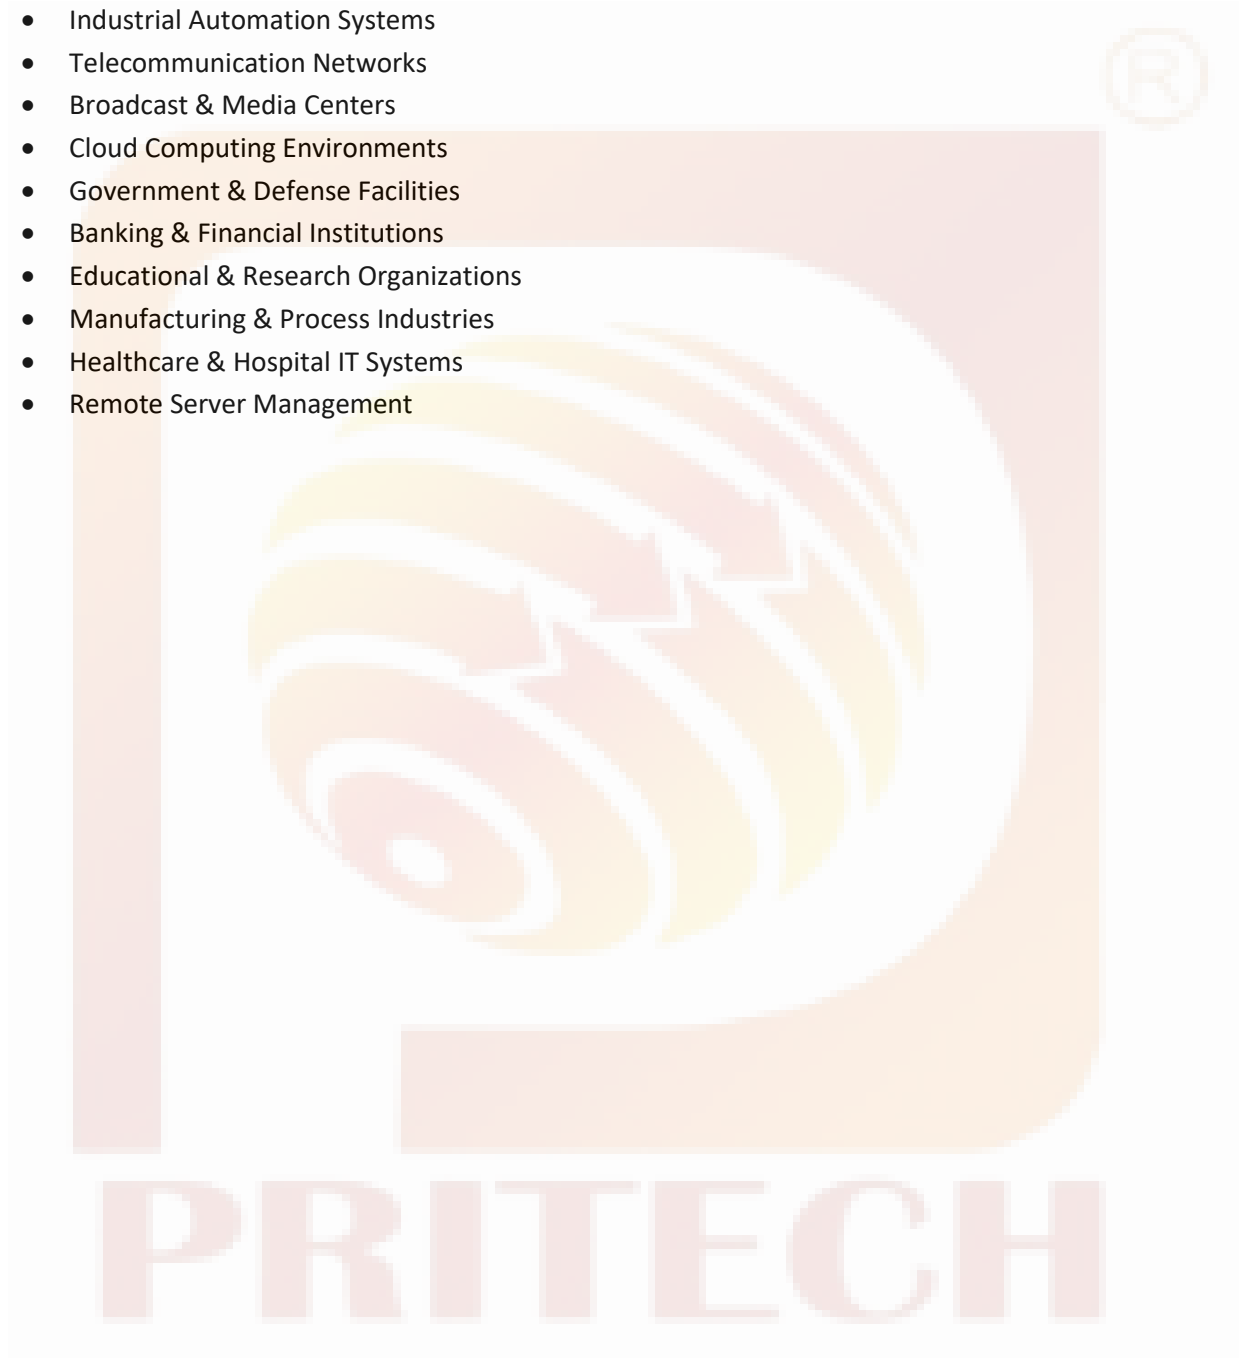 • Industrial Automation Systems
• Telecommunication Networks
• Broadcast & Media Centers
• Cloud Computing Environments
• Government & Defense Facilities
• Banking & Financial Institutions
• Educational & Research Organizations
• Manufacturing & Process Industries
• Healthcare & Hospital IT Systems
• Remote Server Management
®
PRITECH